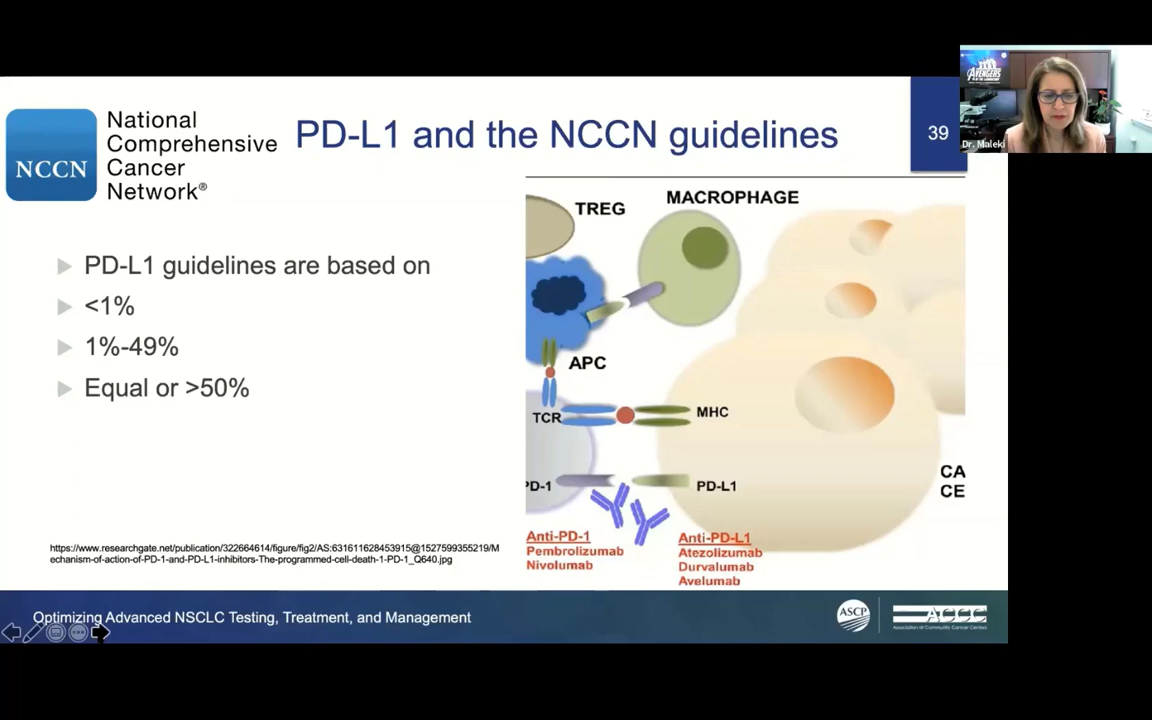 National
Comprehensive
Cancer
Network®
NCCN
PD-L1 and the NCCN guidelines
39
AVENGERS
Dr. Maleki
PD-L1 guidelines are based on
<1%
1%-49%
Equal or >50%
TREG
MACROPHAGE
APC
TCR
MHC
PD-1
PD-L1
CA
CE
Anti-PD-1
Pembrolizumab
Nivolumab
Anti-PD-L1
Atezolizumab
Durvalumab
Avelumab
https://www.researchgate.net/publication/322664614/figure/fig2/AS:631611628453915@1527599355219/M
echanism-of-action-of-PD-1-and-PD-L1-inhibitors-The-programmed-cell-death-1-PD-1_Q640.jpg
Optimizing Advanced NSCLC Testing, Treatment, and Management
ASCP
ACCC
Association of Community Cancer Centers